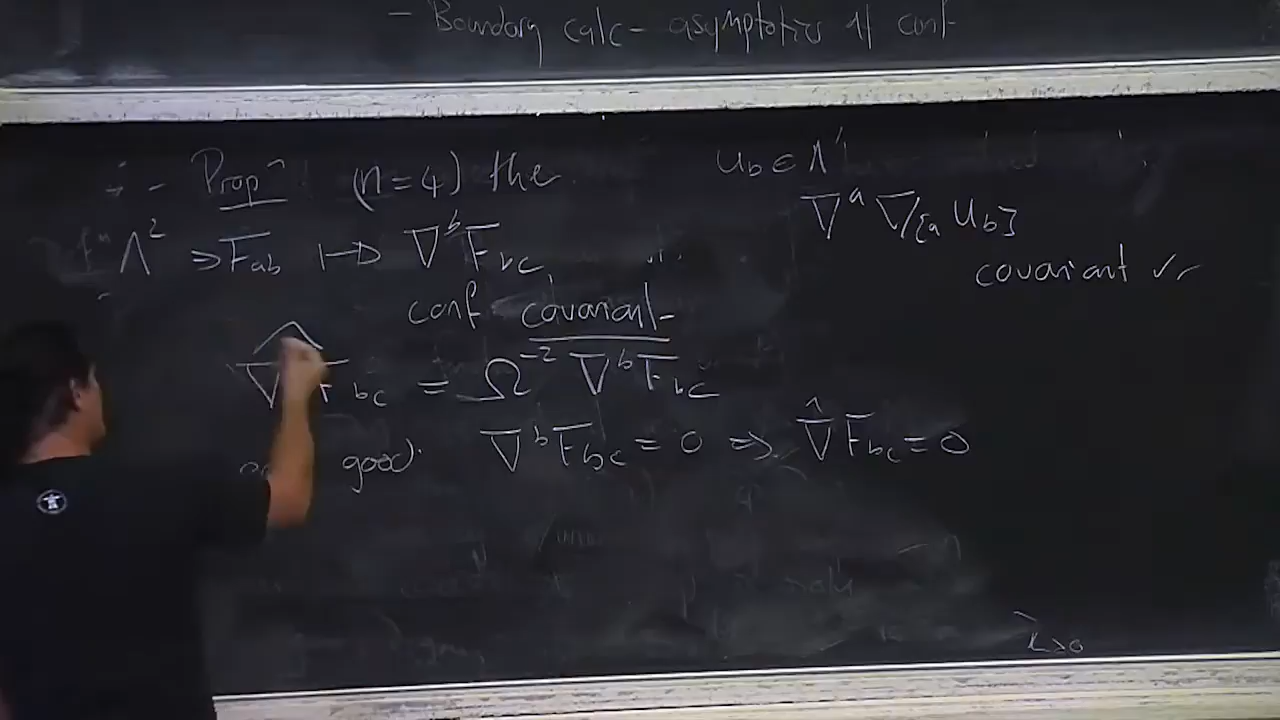 - Boundary calc - asymptotics of conf
- Propⁿ (n=4) the
Λ² ∋ F_ab ↦ ∇^b F_bc,
conf covariant
F_bc = Ω^{-2} ∇^b F_bc
good. ∇^b F_bc = 0 ⇒ ∇̂ F_bc = 0
u_b ∈ Λ¹
∇^a ∇_[a u_b]
covariant ✓